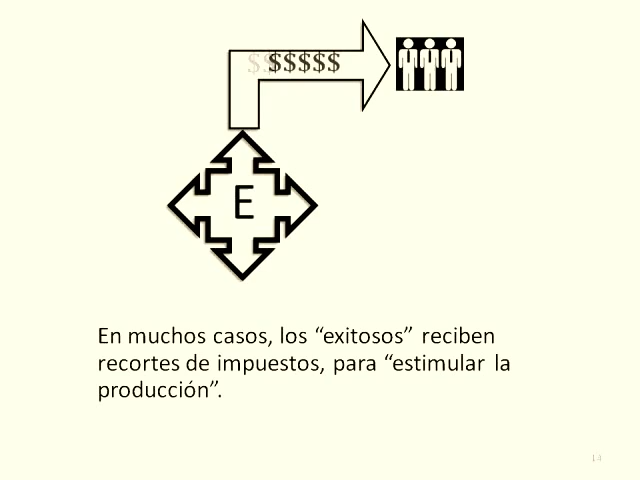 $$$$$$$
E
En muchos casos, los “exitosos” reciben
recortes de impuestos, para “estimular la
producción”.
14